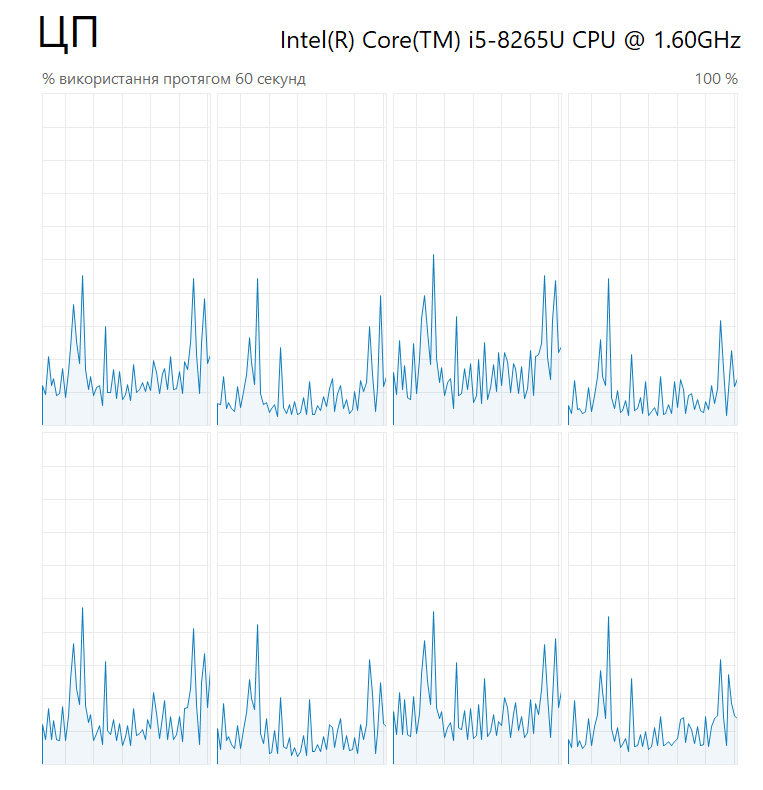 ЦП
Intel(R) Core(TM) i5-8265U CPU @ 1.60GHz
% використання протягом 60 секунд
100 %